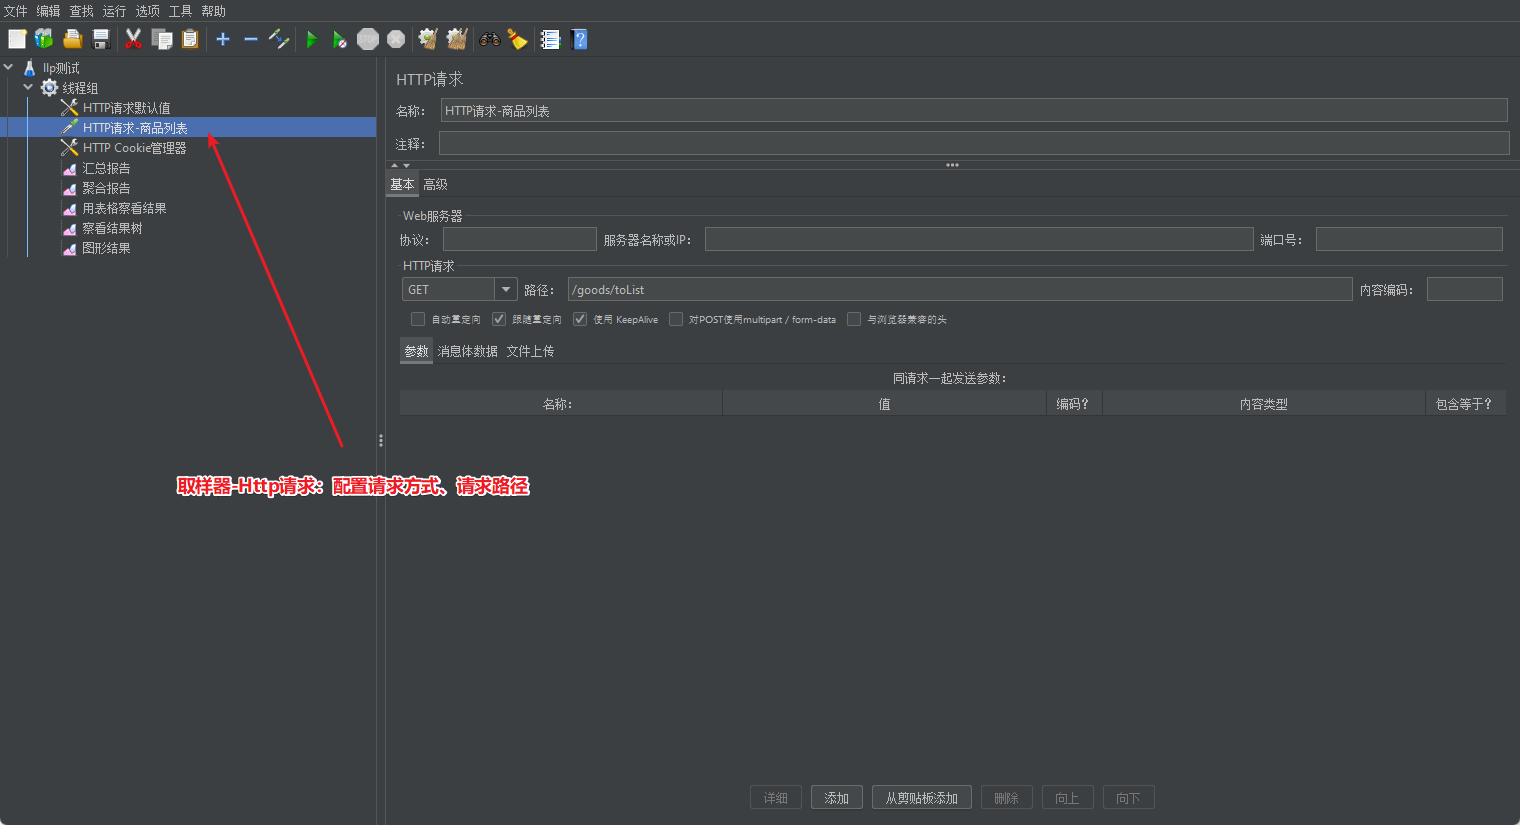 文件 编辑 查找 运行 选项 工具 帮助
llp测试
线程组
HTTP请求默认值
HTTP请求-商品列表
HTTP Cookie管理器
汇总报告
聚合报告
用表格察看结果
察看结果树
图形结果
取样器-Http请求：配置请求方式、请求路径
HTTP请求
名称： HTTP请求-商品列表
注释：
基本 高级
Web服务器
协议： 服务器名称或IP： 端口号：
HTTP请求
GET 路径： /goods/toList 内容编码：
自动重定向 跟随重定向 使用 KeepAlive 对POST使用multipart / form-data 与浏览器兼容的头
参数 消息体数据 文件上传
同请求一起发送参数：
名称： 值 编码？ 内容类型 包含等于？
详细 添加 从剪贴板添加 删除 向上 向下